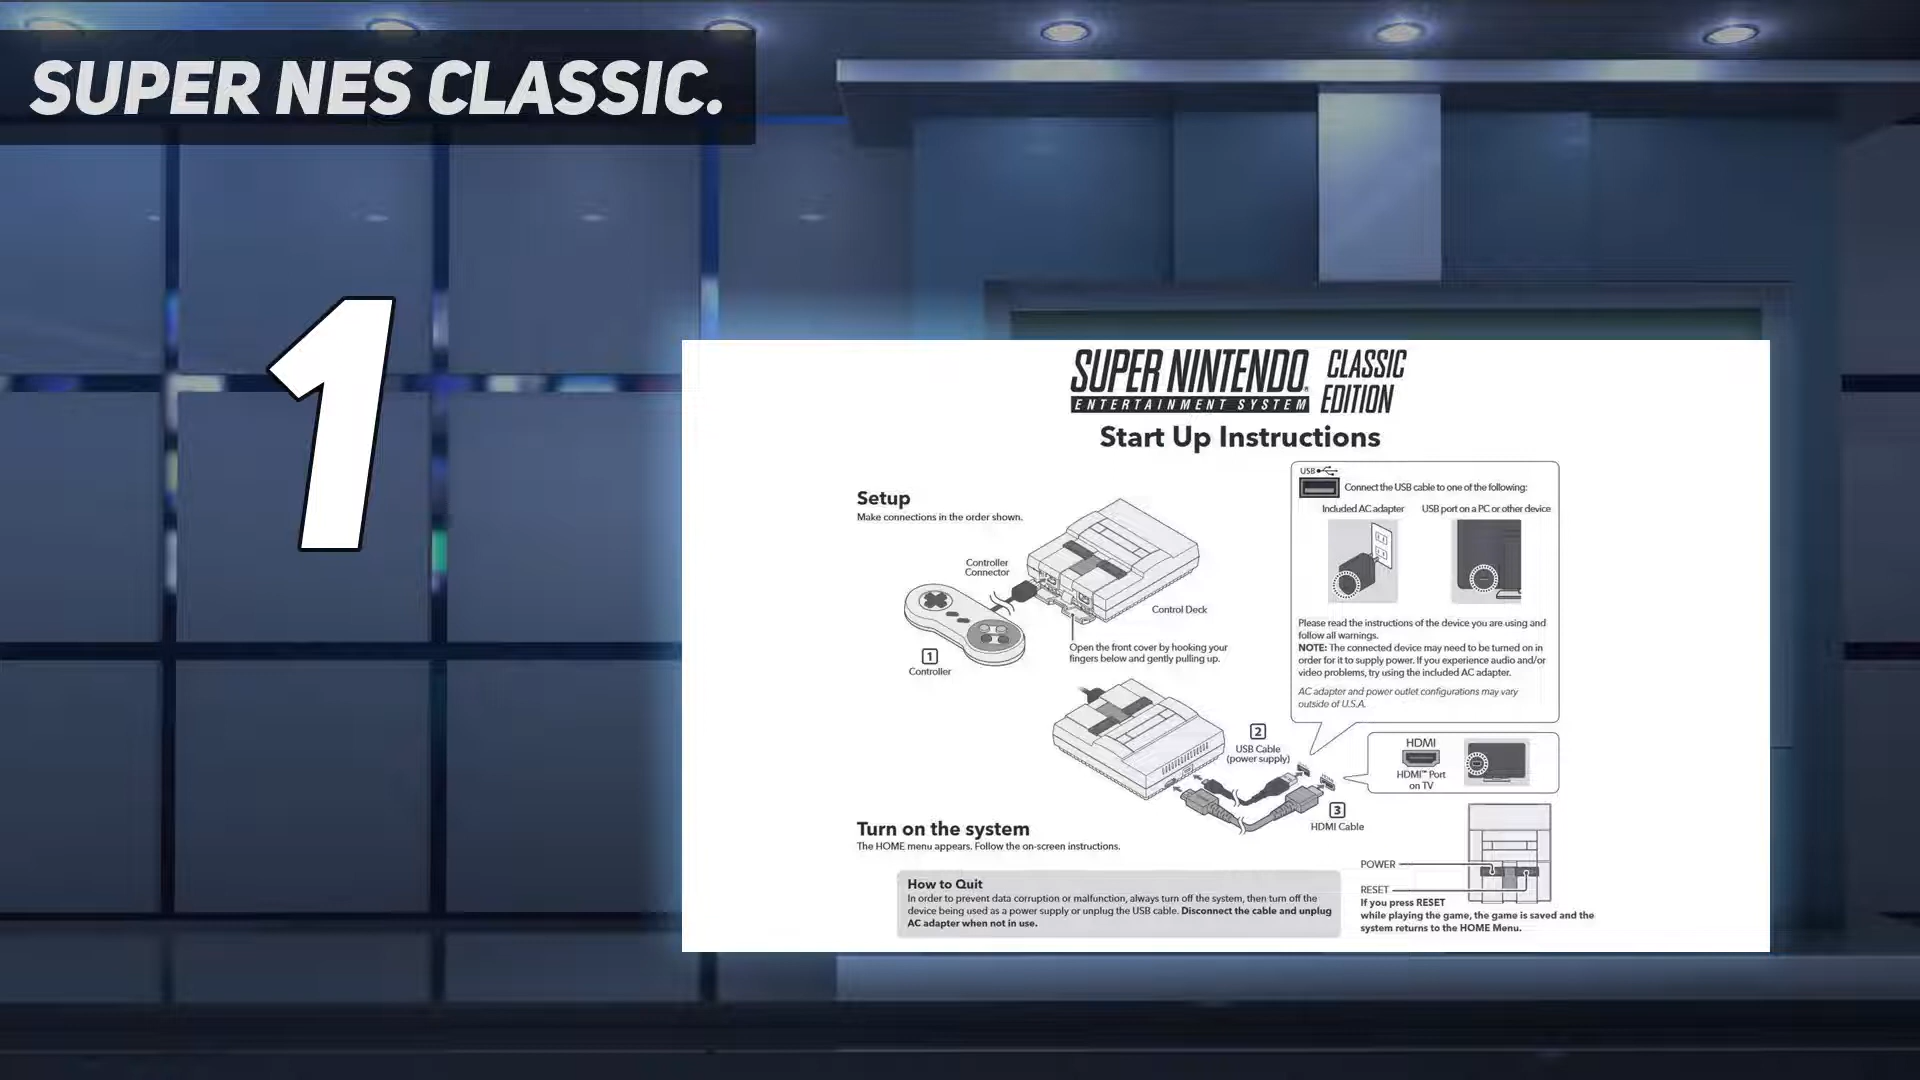 SUPER NES CLASSIC.
1
SUPER NINTENDO
ENTERTAINMENT SYSTEM
CLASSIC
EDITION
Start Up Instructions
Setup
Make connections in the order shown.
Controller
Connector
Control Deck
1
Controller
Open the front cover by hooking your
fingers below and gently pulling up.
USB
Connect the USB cable to one of the following:
Included AC adapter
USB port on a PC or other device
Please read the instructions of the device you are using and
follow all warnings.
NOTE: The connected device may need to be turned on in
order for it to supply power. If you experience audio and/or
video problems, try using the included AC adapter.
AC adapter and power outlet configurations may vary
outside of U.S.A.
2
USB Cable
(power supply)
HDMI
HDMI™ Port
on TV
3
HDMI Cable
Turn on the system
The HOME menu appears. Follow the on-screen instructions.
How to Quit
In order to prevent data corruption or malfunction, always turn off the system, then turn off the
device being used as a power supply or unplug the USB cable. Disconnect the cable and unplug
AC adapter when not in use.
POWER
RESET
If you press RESET
while playing the game, the game is saved and the
system returns to the HOME Menu.